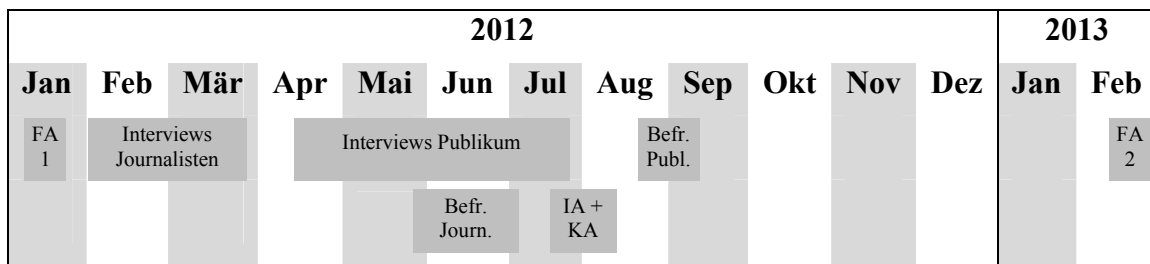 2012 2013
Jan Feb Mär Apr Mai Jun Jul Aug Sep Okt Nov Dez Jan Feb
FA
1
Interviews
Journalisten
Interviews Publikum
Befr.
Publ.
FA
2
Befr.
Journ.
IA +
KA